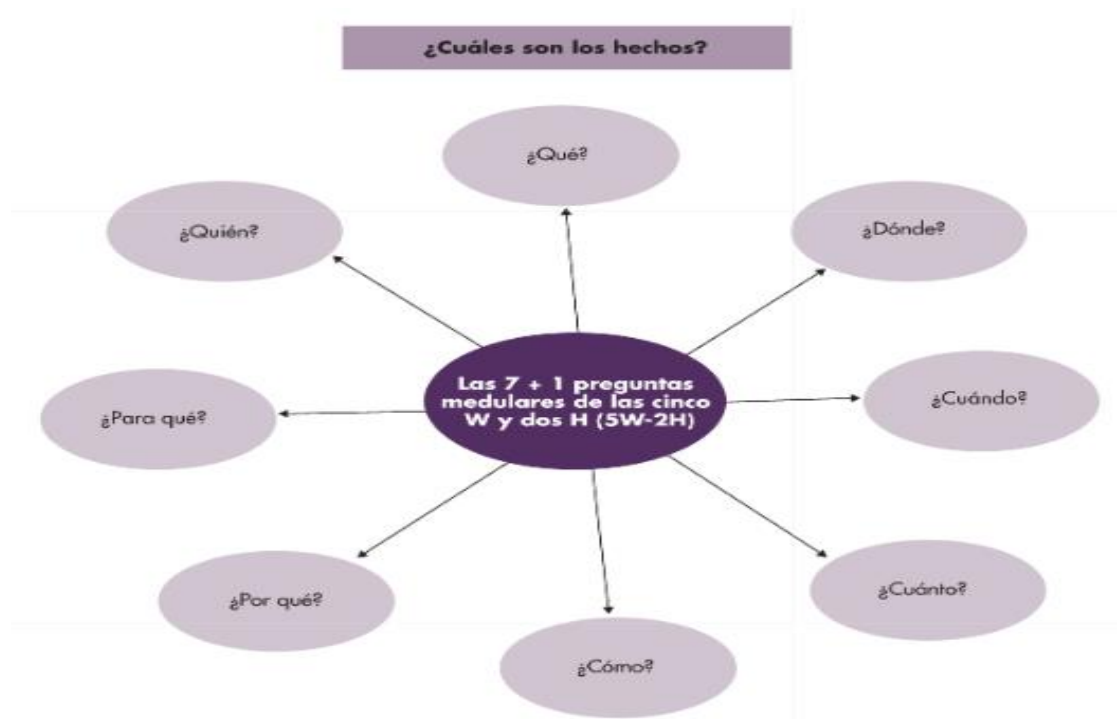 ¿Cuáles son los hechos?
¿Qué?
¿Quién?
¿Dónde?
Las 7 + 1 preguntas
medulares de las cinco
W y dos H (5W-2H)
¿Para qué?
¿Cuándo?
¿Por qué?
¿Cuánto?
¿Cómo?